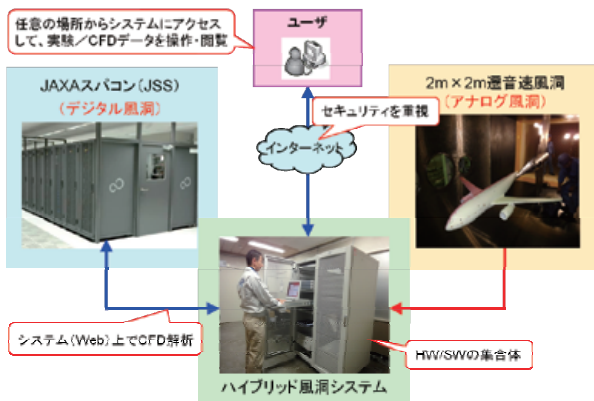 任意の場所からシステムにアクセス
して、実験／CFDデータを操作・閲覧
ユーザ
JAXAスパコン（JSS）
（デジタル風洞）
2m×2m遷音速風洞
（アナログ風洞）
セキュリティを重視
インターネット
システム（Web）上でCFD解析
HW/SWの集合体
ハイブリッド風洞システム